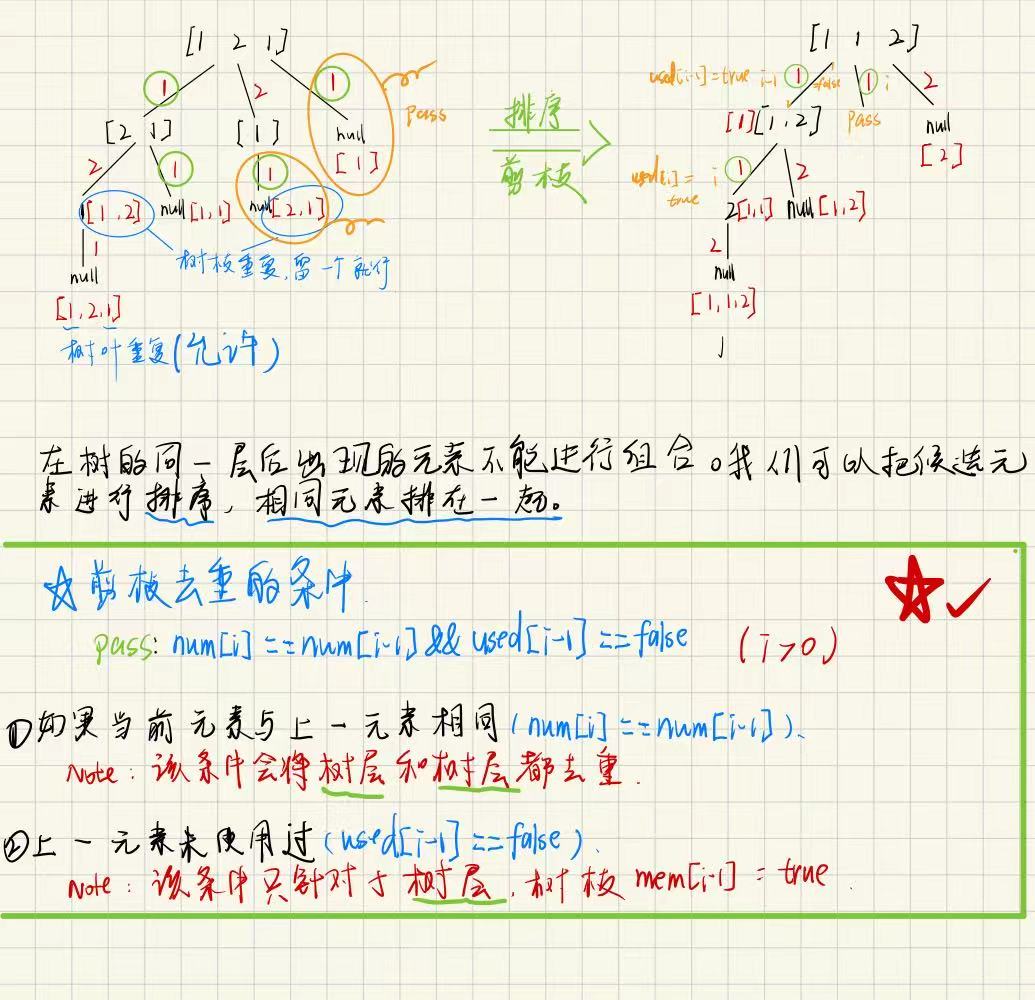 [1 2 1]
1
2
1
pass
[2 1]
[1]
null
[1]
2
1
1
[1,2]
null [1,1]
null [2,1]
1
树枝重复,留一个就行
null
[1,2,1]
树叶重复(允许)
排序
剪枝
[1 1 2]
used[i-1]=true i-1 1 =false
1 i
2
[1] [1,2]
pass
null
[2]
used[i]= i 1
true
2
2 [1,1]
null [1,2]
2
null
[1,1,2]
在树的同一层后出现的元素不能进行组合。我们可以把候选元
素进行排序,相同元素排在一起。
☆剪枝去重的条件.
pass: num[i]==num[i-1] && used[i-1]==false (i>0)
①如果当前元素与上一元素相同(num[i]==num[i-1])、
Note: 该条件会将树层和树层都去重.
②上一元素未使用过(used[i-1]==false).
Note: 该条件只针对于树层,树枝mem[i-1]=true.